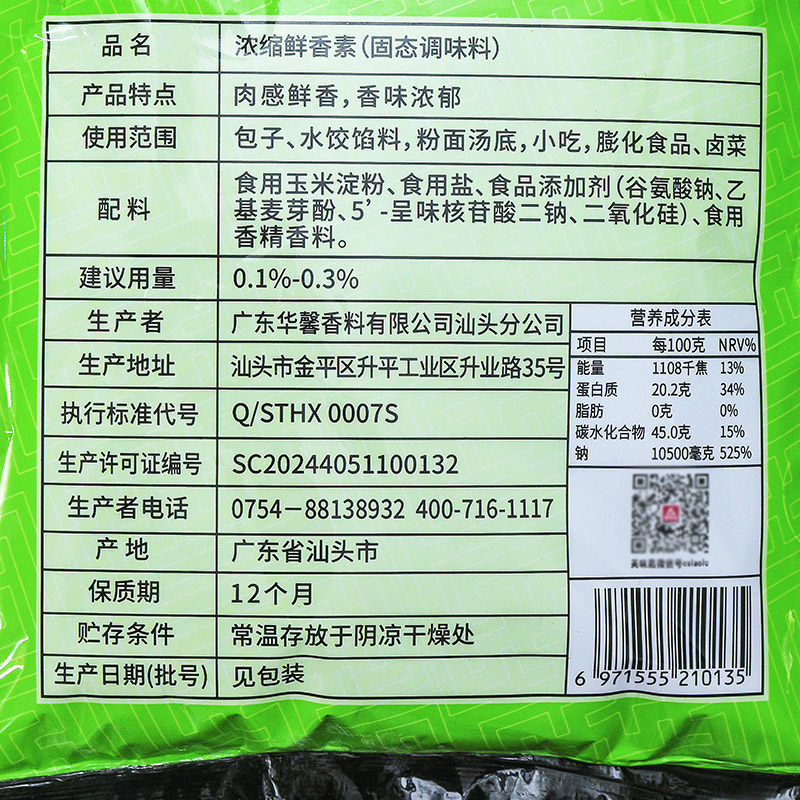 品名 浓缩鲜香素(固态调味料)
产品特点 肉感鲜香,香味浓郁
使用范围 包子、水饺馅料,粉面汤底,小吃,膨化食品、卤菜
配料 食用玉米淀粉、食用盐、食品添加剂(谷氨酸钠、乙
基麦芽酚、5’-呈味核苷酸二钠、二氧化硅)、食用
香精香料。
建议用量 0.1%-0.3%
生产者 广东华馨香料有限公司汕头分公司
生产地址 汕头市金平区升平工业区升业路35号
执行标准代号 Q/STHX 0007S
生产许可证编号 SC20244051100132
生产者电话 0754－88138932 400-716-1117
产地 广东省汕头市
保质期 12个月
贮存条件 常温存放于阴凉干燥处
生产日期(批号) 见包装
营养成分表
项目 每100克 NRV%
能量 1108千焦 13%
蛋白质 20.2克 34%
脂肪 0克 0%
碳水化合物 45.0克 15%
钠 10500毫克 525%
6 971555 210135